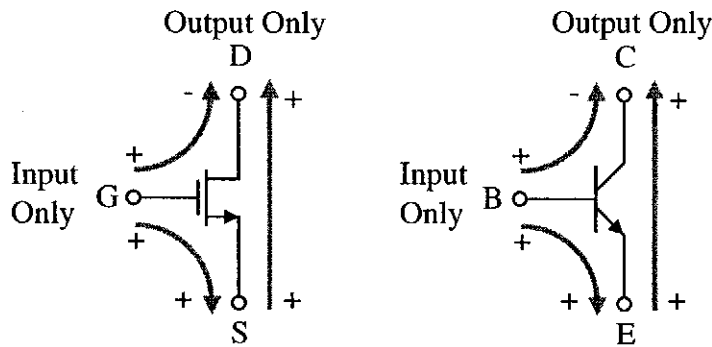 Output Only
D
- +
+
Input
Only
G
+
+ +
S
Output Only
C
- +
+
Input
Only
B
+
+ +
E